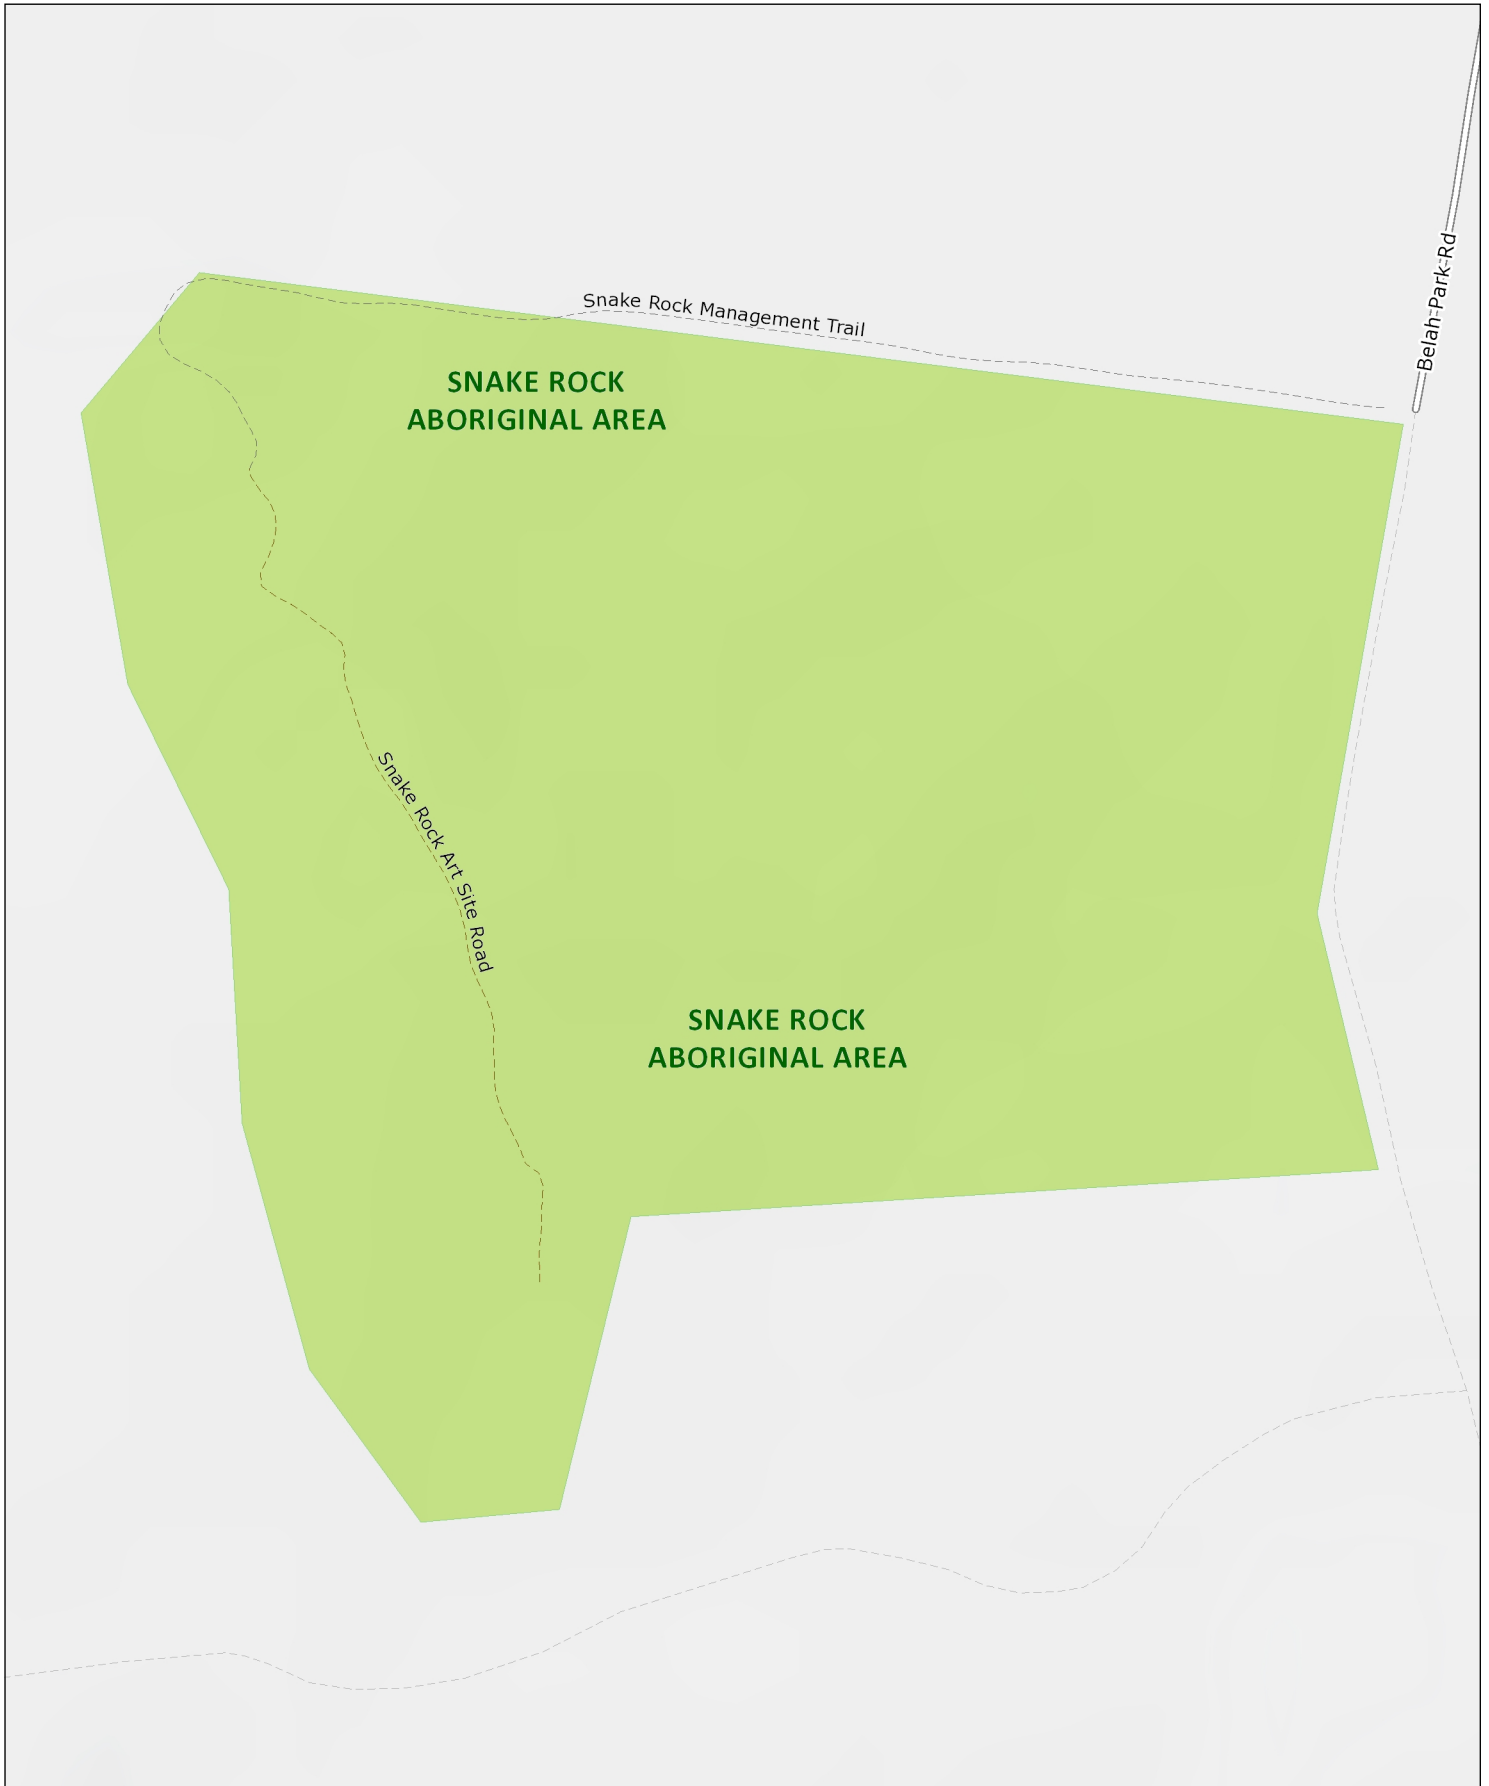 Belah-Park-Rd
Snake Rock Management Trail
SNAKE ROCK
ABORIGINAL AREA
Snake Rock Art Site Road
SNAKE ROCK
ABORIGINAL AREA